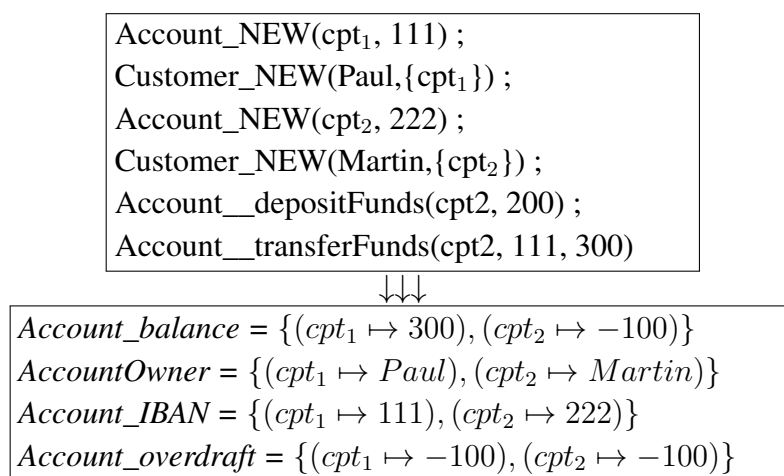 Account_NEW(cpt₁, 111) ;
Customer_NEW(Paul,{cpt₁}) ;
Account_NEW(cpt₂, 222) ;
Customer_NEW(Martin,{cpt₂}) ;
Account__depositFunds(cpt2, 200) ;
Account__transferFunds(cpt2, 111, 300)
↓↓↓
Account_balance = {(cpt₁ ↦ 300), (cpt₂ ↦ −100)}
AccountOwner = {(cpt₁ ↦ Paul), (cpt₂ ↦ Martin)}
Account_IBAN = {(cpt₁ ↦ 111), (cpt₂ ↦ 222)}
Account_overdraft = {(cpt₁ ↦ −100), (cpt₂ ↦ −100)}